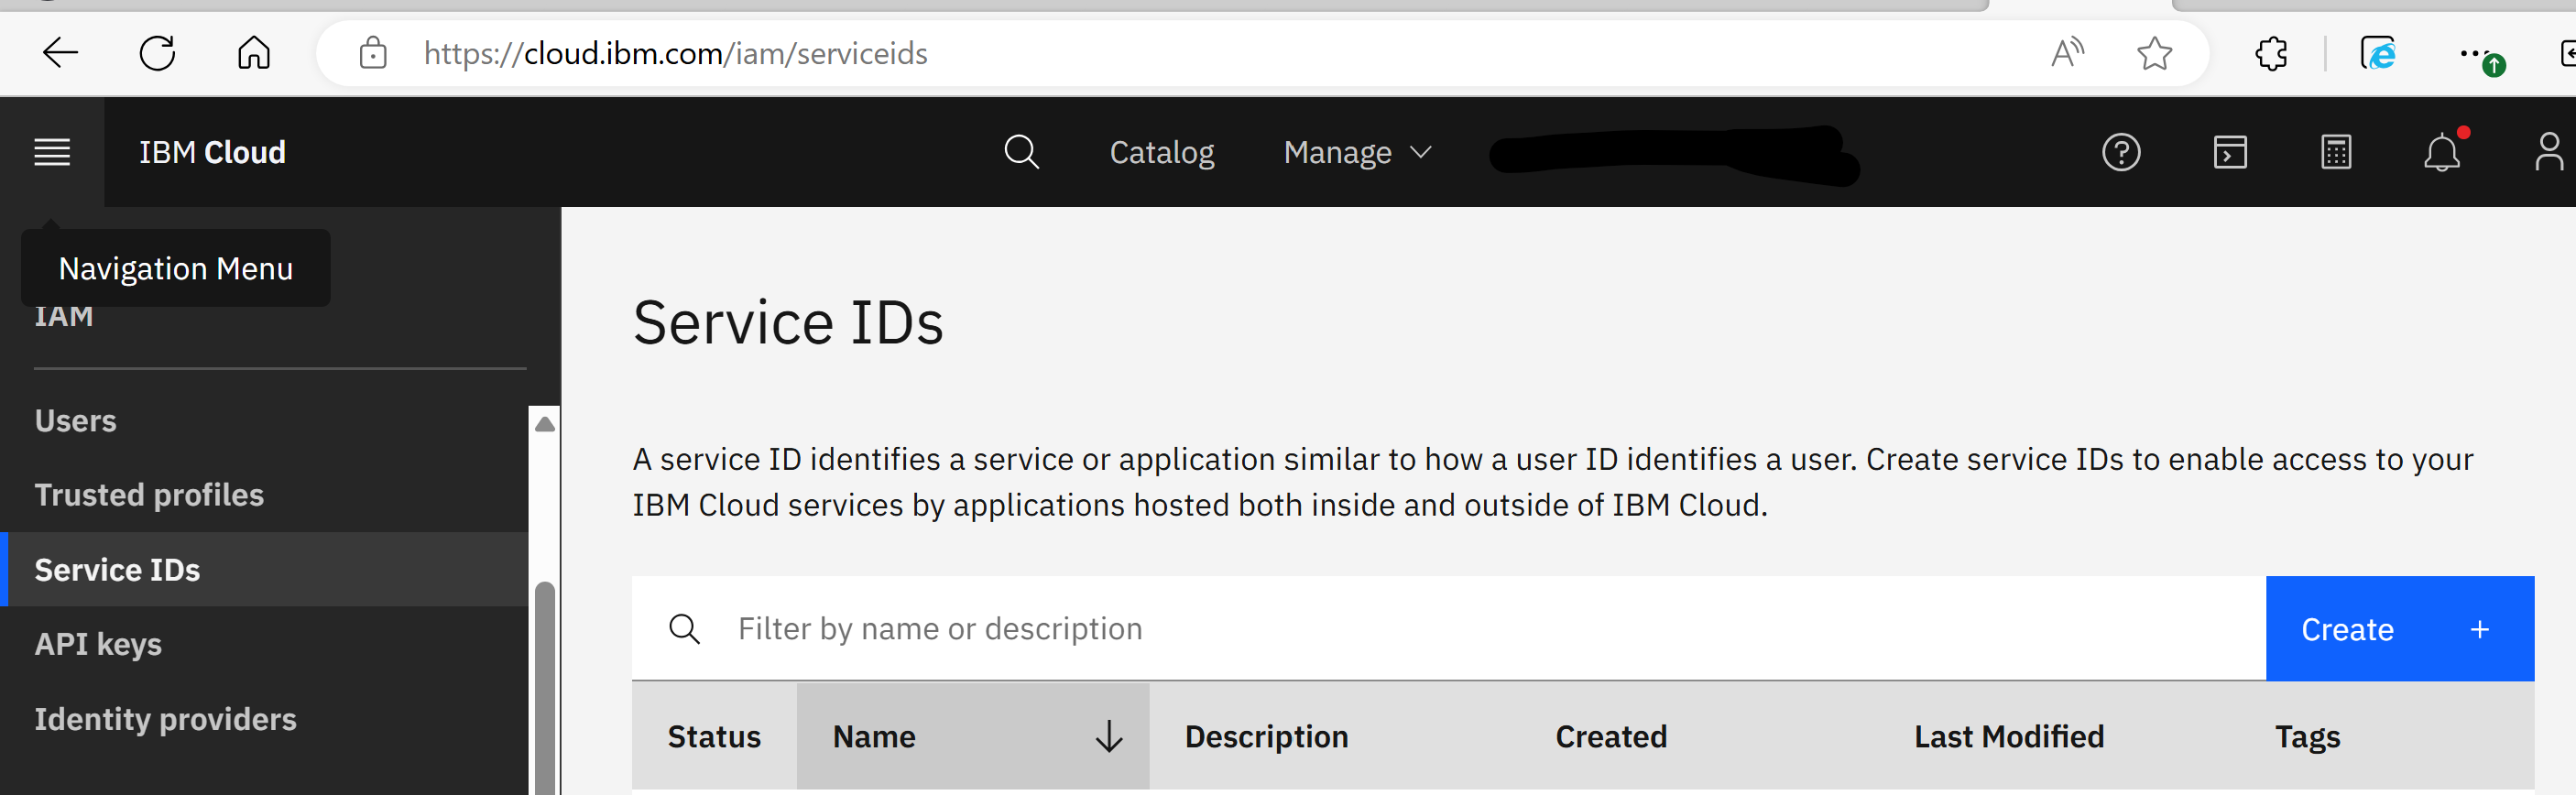 https://cloud.ibm.com/iam/serviceids
IBM Cloud
Catalog
Manage
Navigation Menu
IAM
Users
Trusted profiles
Service IDs
API keys
Identity providers
Service IDs
A service ID identifies a service or application similar to how a user ID identifies a user. Create service IDs to enable access to your
IBM Cloud services by applications hosted both inside and outside of IBM Cloud.
Filter by name or description
Create +
Status Name Description Created Last Modified Tags